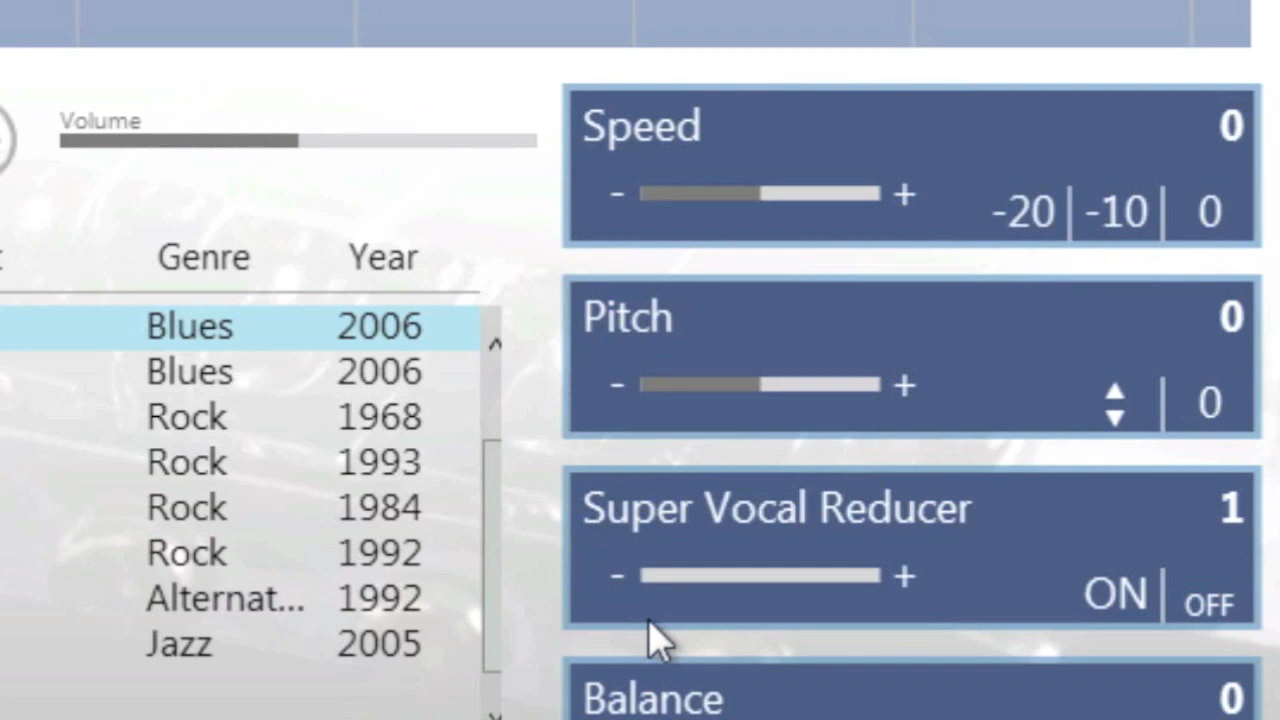 Volume
Genre Year
Blues 2006
Blues 2006
Rock 1968
Rock 1993
Rock 1984
Rock 1992
Alternat... 1992
Jazz 2005
Speed 0
- +
-20 | -10 | 0
Pitch 0
- +
0
Super Vocal Reducer 1
- +
ON | OFF
Balance 0